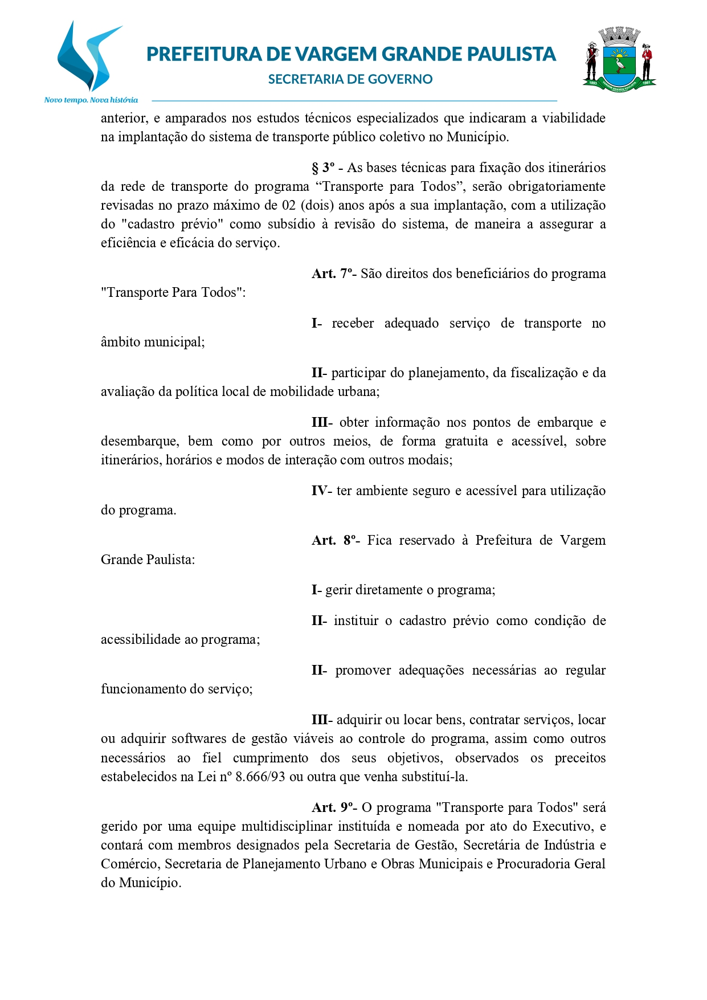 PREFEITURA DE VARGEM GRANDE PAULISTA
SECRETARIA DE GOVERNO
Novo tempo. Nova história
1893 VARGEM GRANDE PAULISTA 1981
anterior, e amparados nos estudos técnicos especializados que indicaram a viabilidade
na implantação do sistema de transporte público coletivo no Município.
§ 3º - As bases técnicas para fixação dos itinerários
da rede de transporte do programa “Transporte para Todos”, serão obrigatoriamente
revisadas no prazo máximo de 02 (dois) anos após a sua implantação, com a utilização
do "cadastro prévio" como subsídio à revisão do sistema, de maneira a assegurar a
eficiência e eficácia do serviço.
Art. 7º- São direitos dos beneficiários do programa
"Transporte Para Todos":
I- receber adequado serviço de transporte no
âmbito municipal;
II- participar do planejamento, da fiscalização e da
avaliação da política local de mobilidade urbana;
III- obter informação nos pontos de embarque e
desembarque, bem como por outros meios, de forma gratuita e acessível, sobre
itinerários, horários e modos de interação com outros modais;
IV- ter ambiente seguro e acessível para utilização
do programa.
Art. 8º- Fica reservado à Prefeitura de Vargem
Grande Paulista:
I- gerir diretamente o programa;
II- instituir o cadastro prévio como condição de
acessibilidade ao programa;
II- promover adequações necessárias ao regular
funcionamento do serviço;
III- adquirir ou locar bens, contratar serviços, locar
ou adquirir softwares de gestão viáveis ao controle do programa, assim como outros
necessários ao fiel cumprimento dos seus objetivos, observados os preceitos
estabelecidos na Lei nº 8.666/93 ou outra que venha substituí-la.
Art. 9º- O programa "Transporte para Todos" será
gerido por uma equipe multidisciplinar instituída e nomeada por ato do Executivo, e
contará com membros designados pela Secretaria de Gestão, Secretária de Indústria e
Comércio, Secretaria de Planejamento Urbano e Obras Municipais e Procuradoria Geral
do Município.